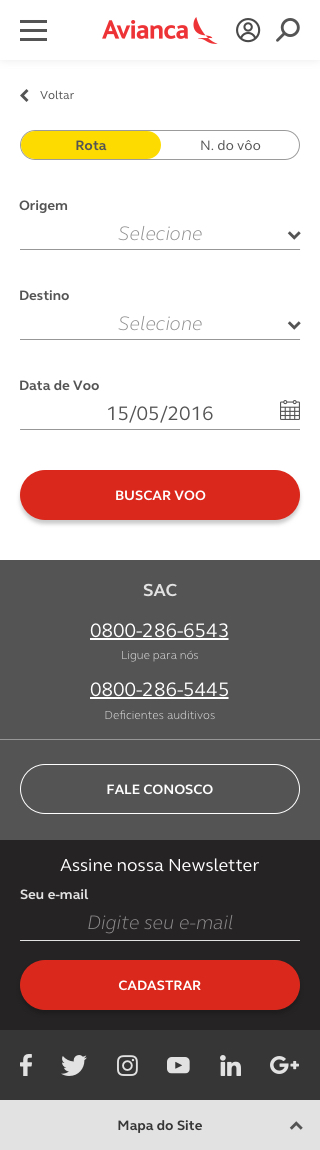 Avianca
Voltar
Rota
N. do vôo
Origem
Selecione
Destino
Selecione
Data de Voo
15/05/2016
BUSCAR VOO
SAC
0800-286-6543
Ligue para nós
0800-286-5445
Deficientes auditivos
FALE CONOSCO
Assine nossa Newsletter
Seu e-mail
Digite seu e-mail
CADASTRAR
Mapa do Site